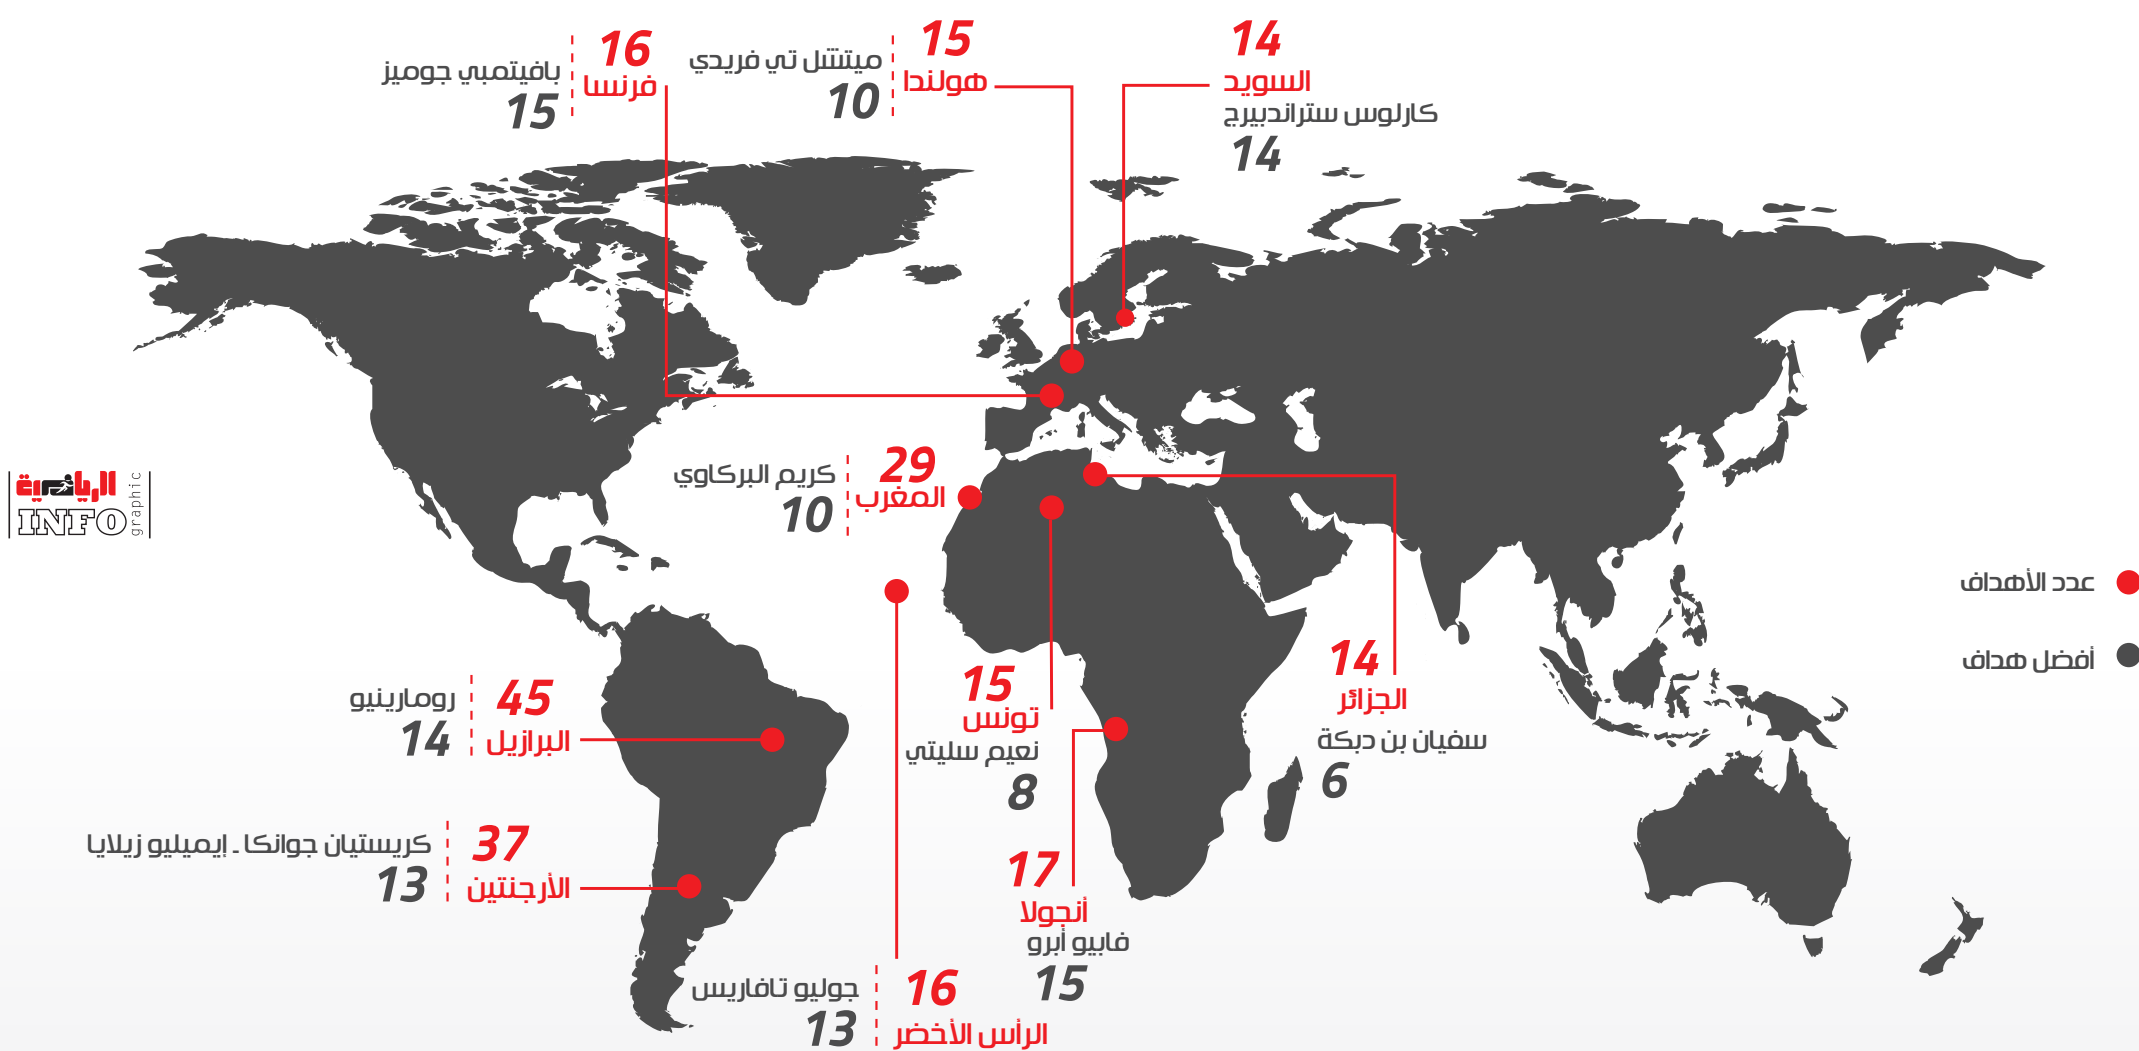 14
السويد
كارلوس ستراندبيرج
14
15
هولندا
ميتشل تي فريدي
10
16
فرنسا
بافيتمبي جوميز
15
29
المغرب
كريم البركاوي
10
الرياضية
INFO
graphic
عدد الأهداف
أفضل هداف
14
الجزائر
سفيان بن دبكة
6
15
تونس
نعيم سليتي
8
45
البرازيل
رومارينيو
14
37
الأرجنتين
كريستيان جوانكا - إيميليو زيلايا
13
17
أنجولا
فابيو أبرو
15
16
الرأس الأخضر
جوليو تافاريس
13